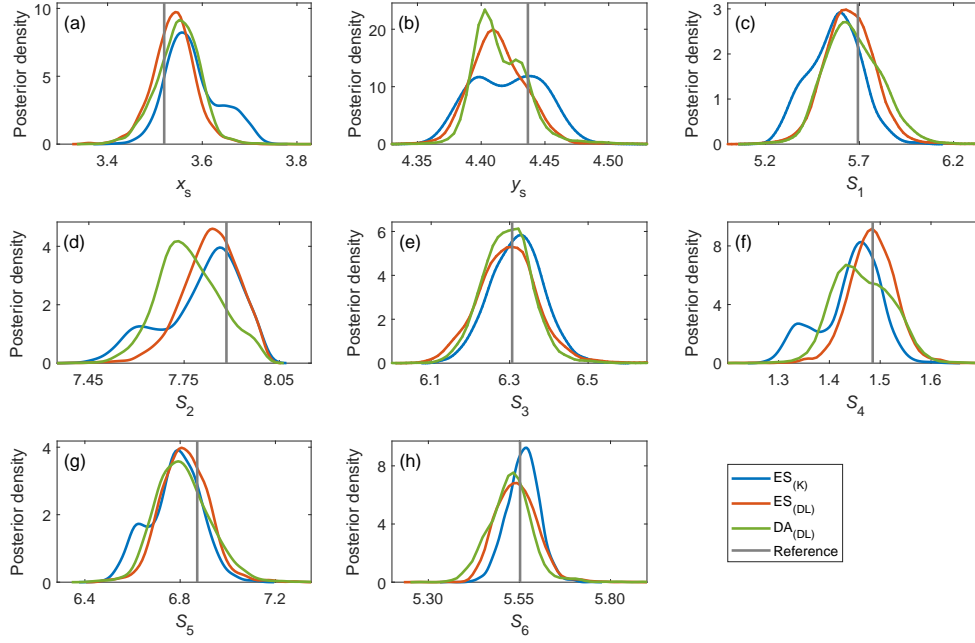 (a)
Posterior density
10
5
0
3.4
3.6
3.8
x_s
(b)
Posterior density
20
10
0
4.35
4.40
4.45
4.50
y_s
(c)
Posterior density
3
2
1
0
5.2
5.7
6.2
S_1
(d)
Posterior density
4
2
0
7.45
7.75
8.05
S_2
(e)
Posterior density
6
4
2
0
6.1
6.3
6.5
S_3
(f)
Posterior density
8
4
0
1.3
1.4
1.5
1.6
S_4
(g)
Posterior density
4
2
0
6.4
6.8
7.2
S_5
(h)
Posterior density
8
4
0
5.30
5.55
5.80
S_6
ES(K)
ES(DL)
DA(DL)
Reference